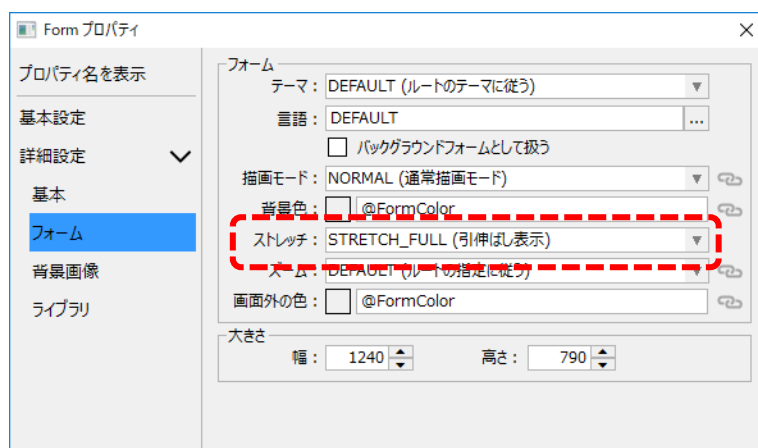 Form プロパティ
プロパティ名を表示
基本設定
詳細設定
基本
フォーム
背景画像
ライブラリ
フォーム
テーマ： DEFAULT (ルートのテーマに従う)
言語： DEFAULT ...
バックグラウンドフォームとして扱う
描画モード： NORMAL (通常描画モード)
背景色： @FormColor
ストレッチ： STRETCH_FULL (引伸ばし表示)
ズーム： DEFAULT (ルートの指定に従う)
画面外の色： @FormColor
大きさ
幅： 1240 高さ： 790